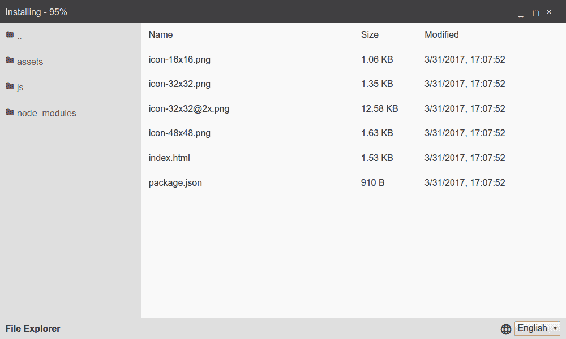 Installing - 95%
..
assets
js
node_modules
Name Size Modified
icon-16x16.png 1.06 KB 3/31/2017, 17:07:52
icon-32x32.png 1.35 KB 3/31/2017, 17:07:52
icon-32x32@2x.png 12.58 KB 3/31/2017, 17:07:52
icon-48x48.png 1.63 KB 3/31/2017, 17:07:52
index.html 1.53 KB 3/31/2017, 17:07:52
package.json 910 B 3/31/2017, 17:07:52
File Explorer
English